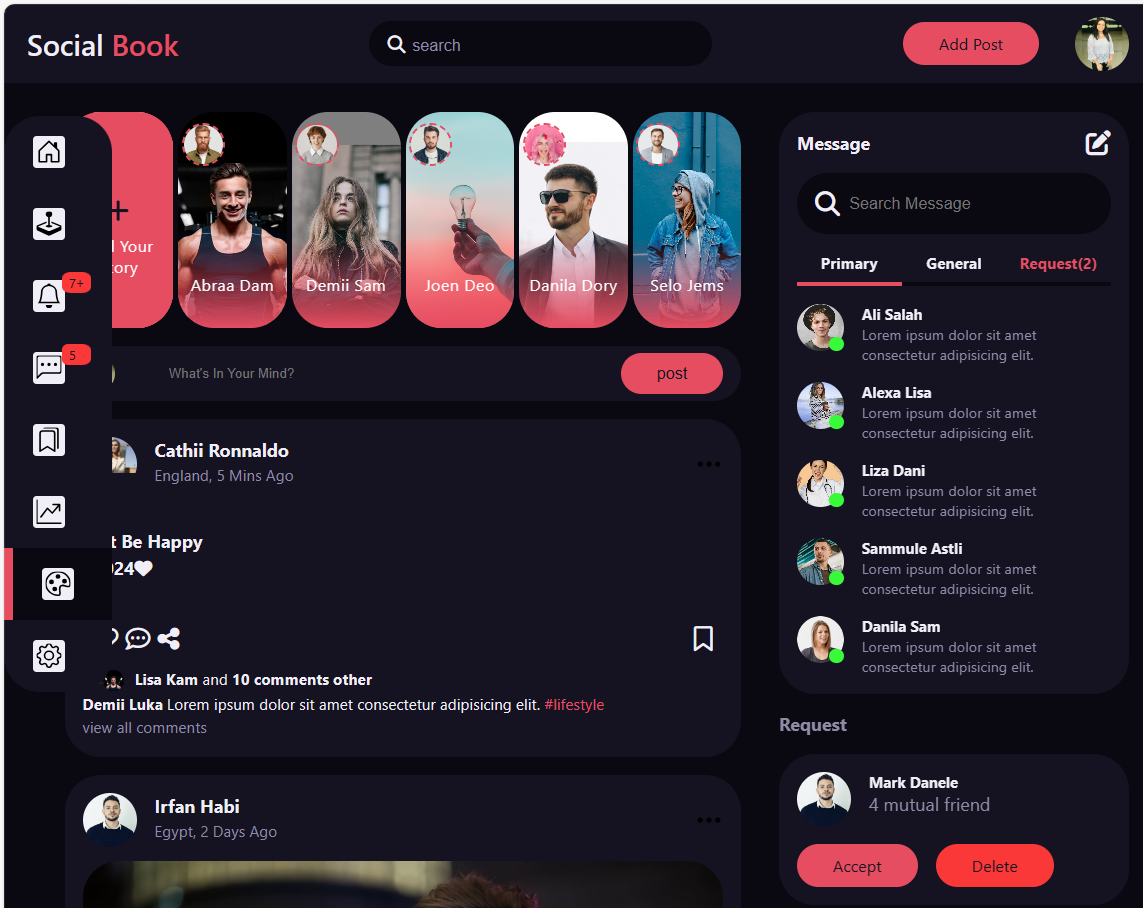 Social Book
search
Add Post
7+
5
Your
Abraa Dam
Demii Sam
Joen Deo
Danila Dory
Selo Jems
What's In Your Mind?
post
Cathii Ronnaldo
England, 5 Mins Ago
Be Happy
24
Lisa Kam and 10 comments other
Demii Luka Lorem ipsum dolor sit amet consectetur adipisicing elit. #lifestyle
view all comments
Irfan Habi
Egypt, 2 Days Ago
Message
Search Message
Primary
General
Request(2)
Ali Salah
Lorem ipsum dolor sit amet
consectetur adipisicing elit.
Alexa Lisa
Lorem ipsum dolor sit amet
consectetur adipisicing elit.
Liza Dani
Lorem ipsum dolor sit amet
consectetur adipisicing elit.
Sammule Astli
Lorem ipsum dolor sit amet
consectetur adipisicing elit.
Danila Sam
Lorem ipsum dolor sit amet
consectetur adipisicing elit.
Request
Mark Danele
4 mutual friend
Accept
Delete